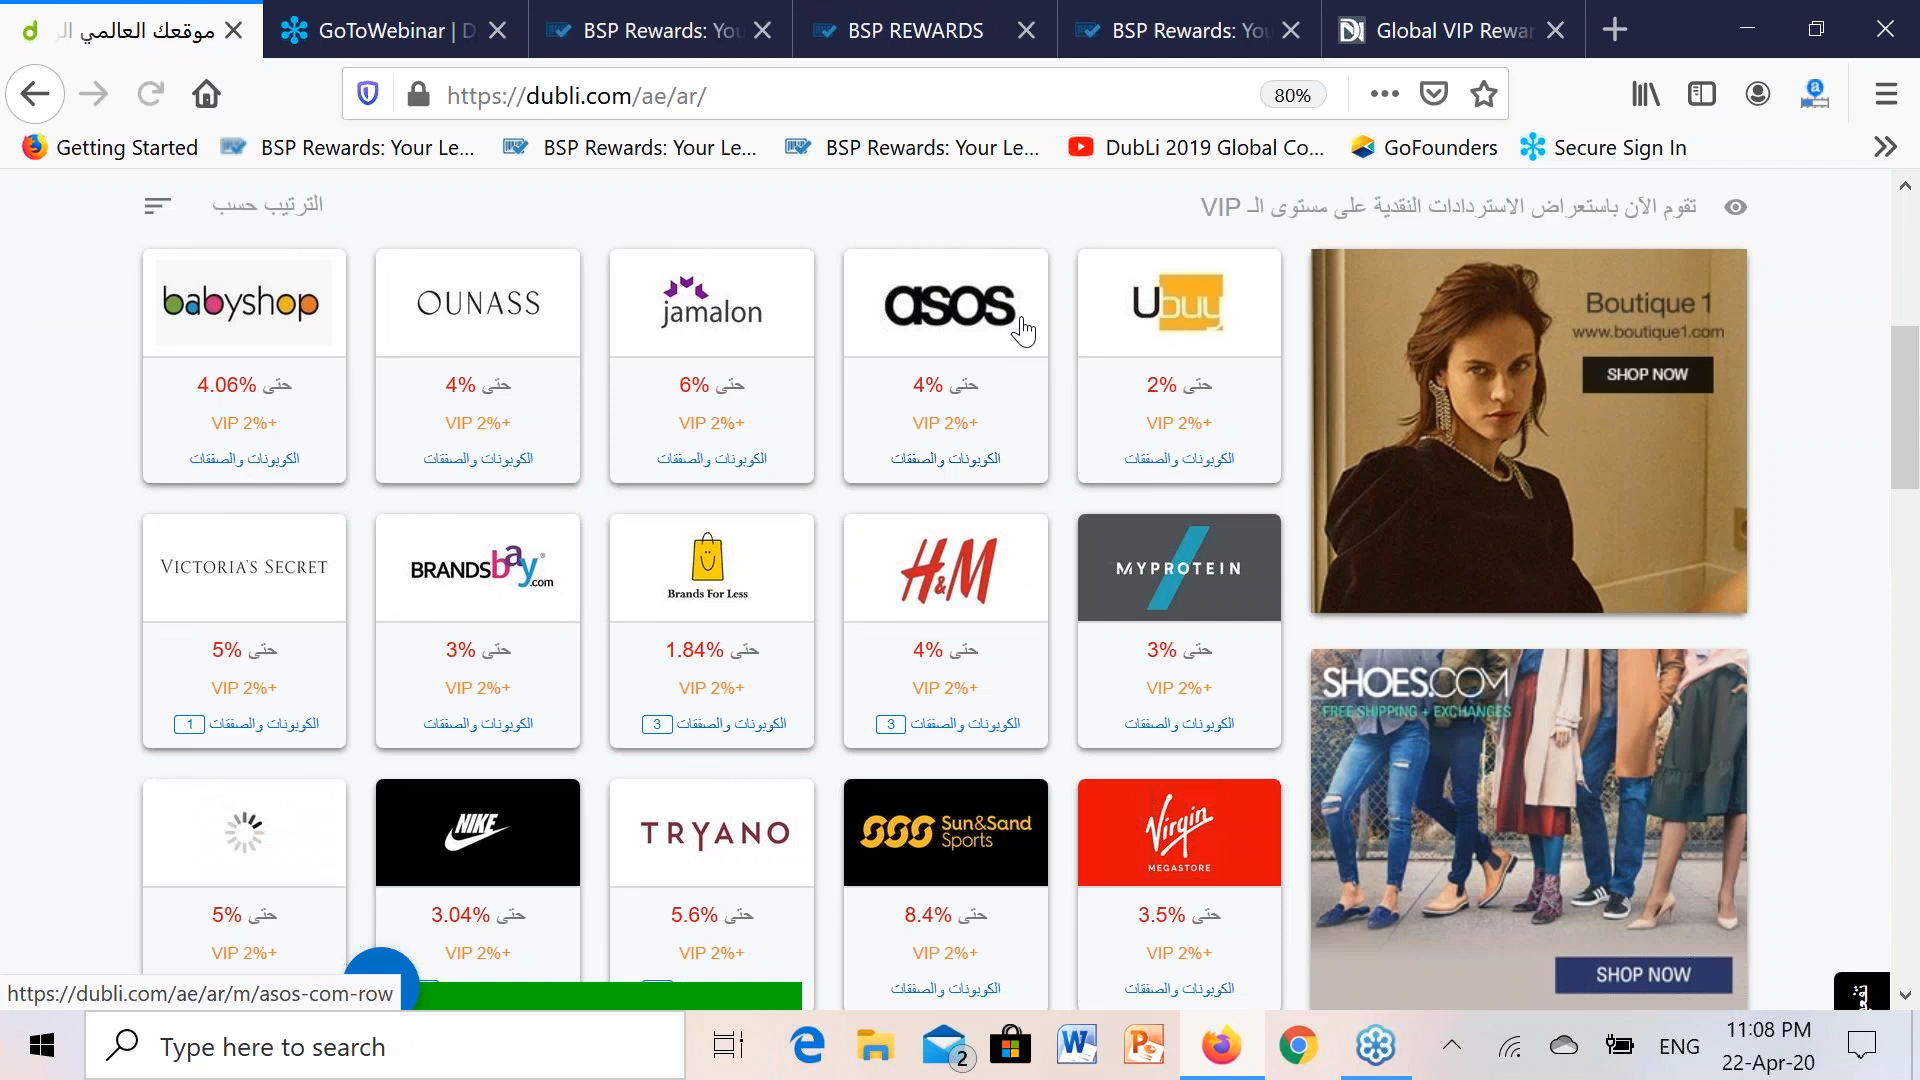 موقعك العالمي الر
GoToWebinar | D
BSP Rewards: You
BSP REWARDS
BSP Rewards: You
Global VIP Rewar
https://dubli.com/ae/ar/
80%
Getting Started
BSP Rewards: Your Le...
BSP Rewards: Your Le...
BSP Rewards: Your Le...
DubLi 2019 Global Co...
GoFounders
Secure Sign In
تقوم الآن باستعراض الاستردادات النقدية على مستوى الـ VIP
الترتيب حسب
babyshop
OUNASS
jamalon
asos
Ubuy
حتى 4.06%
حتى 4%
حتى 6%
حتى 4%
حتى 2%
VIP 2%+
VIP 2%+
VIP 2%+
VIP 2%+
VIP 2%+
الكوبونات والصفقات
الكوبونات والصفقات
الكوبونات والصفقات
الكوبونات والصفقات
الكوبونات والصفقات
Boutique 1
www.boutique1.com
SHOP NOW
VICTORIA'S SECRET
BRANDSbay.com
Brands For Less
H&M
MYPROTEIN
حتى 5%
حتى 3%
حتى 1.84%
حتى 4%
حتى 3%
VIP 2%+
VIP 2%+
VIP 2%+
VIP 2%+
VIP 2%+
الكوبونات والصفقات 1
الكوبونات والصفقات
الكوبونات والصفقات 3
الكوبونات والصفقات 3
الكوبونات والصفقات
SHOES.COM
FREE SHIPPING + EXCHANGES
SHOP NOW
NIKE
TRYANO
Sun&Sand
Sports
Virgin
MEGASTORE
حتى 5%
حتى 3.04%
حتى 5.6%
حتى 8.4%
حتى 3.5%
VIP 2%+
VIP 2%+
VIP 2%+
VIP 2%+
VIP 2%+
الكوبونات والصفقات
الكوبونات والصفقات
https://dubli.com/ae/ar/m/asos-com-row
Type here to search
2
ENG
11:08 PM
22-Apr-20